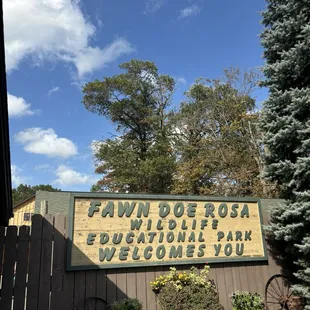 FAWN DOE ROSA
WILDLIFE
EDUCATIONAL PARK
WELCOMES YOU